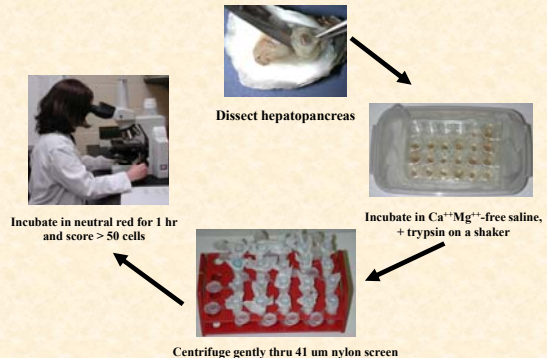 Dissect hepatopancreas
Incubate in Ca⁺⁺Mg⁺⁺-free saline,
+ trypsin on a shaker
Centrifuge gently thru 41 um nylon screen
Incubate in neutral red for 1 hr
and score > 50 cells